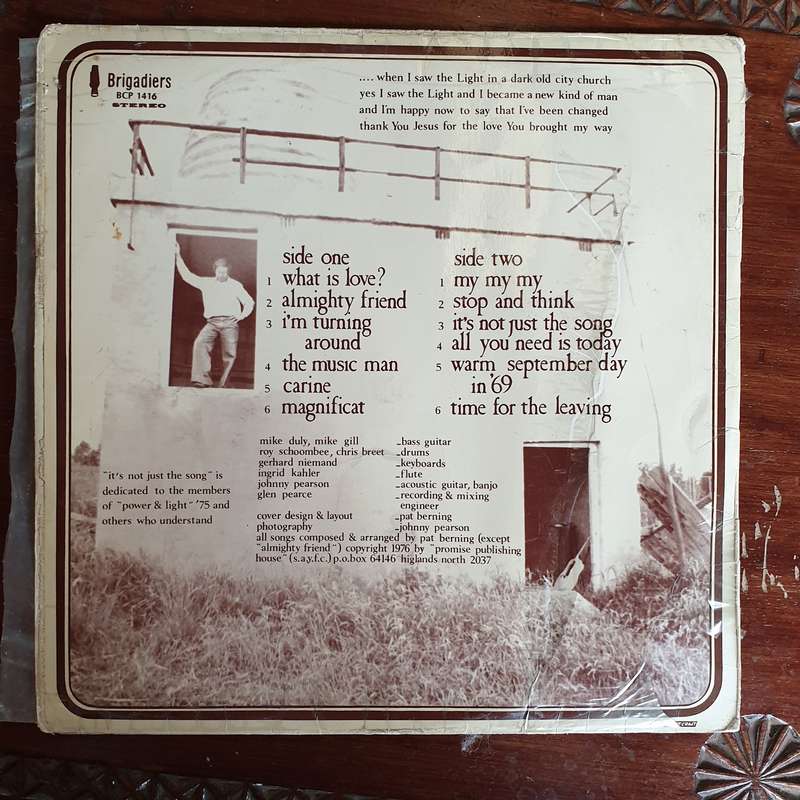 Brigadiers
BCP 1416
STEREO
.... when I saw the Light in a dark old city church
yes I saw the Light and I became a new kind of man
and I'm happy now to say that I've been changed
thank You Jesus for the love You brought my way
side one
1 what is love?
2 almighty friend
3 i'm turning
around
4 the music man
5 carine
6 magnificat
side two
1 my my my
2 stop and think
3 it's not just the song
4 all you need is today
5 warm september day
in '69
6 time for the leaving
"it's not just the song" is
dedicated to the members
of "power & light" '75 and
others who understand
mike duly, mike gill _bass guitar
roy schoombee, chris breet _drums
gerhard niemand _keyboards
ingrid kahler _flute
johnny pearson _acoustic guitar, banjo
glen pearce _recording & mixing
engineer
cover design & layout _pat berning
photography _johnny pearson
all songs composed & arranged by pat berning (except
"almighty friend") copyright 1976 by "promise publishing
house" (s.a.y.f.c.) p.o.box 64146 higlands north 2037